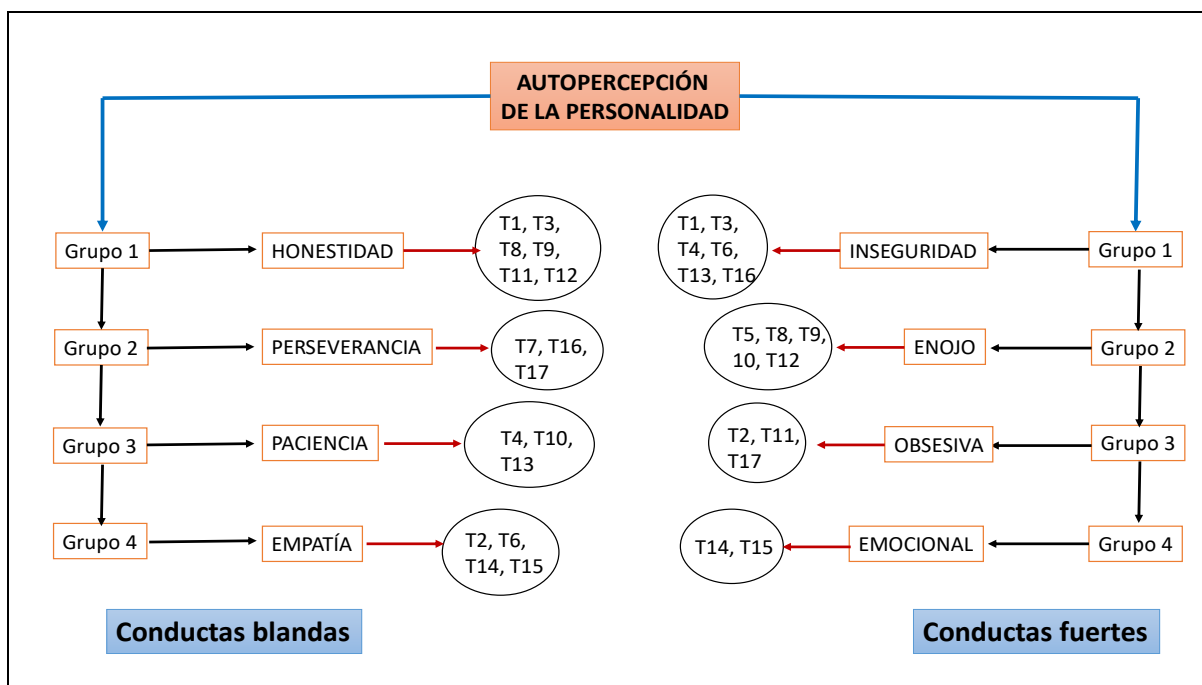 AUTOPERCEPCIÓN
DE LA PERSONALIDAD
Grupo 1
HONESTIDAD
T1, T3,
T8, T9,
T11, T12
T1, T3,
T4, T6,
T13, T16
INSEGURIDAD
Grupo 1
Grupo 2
PERSEVERANCIA
T7, T16,
T17
T5, T8, T9,
10, T12
ENOJO
Grupo 2
Grupo 3
PACIENCIA
T4, T10,
T13
T2, T11,
T17
OBSESIVA
Grupo 3
Grupo 4
EMPATÍA
T2, T6,
T14, T15
T14, T15
EMOCIONAL
Grupo 4
Conductas blandas
Conductas fuertes